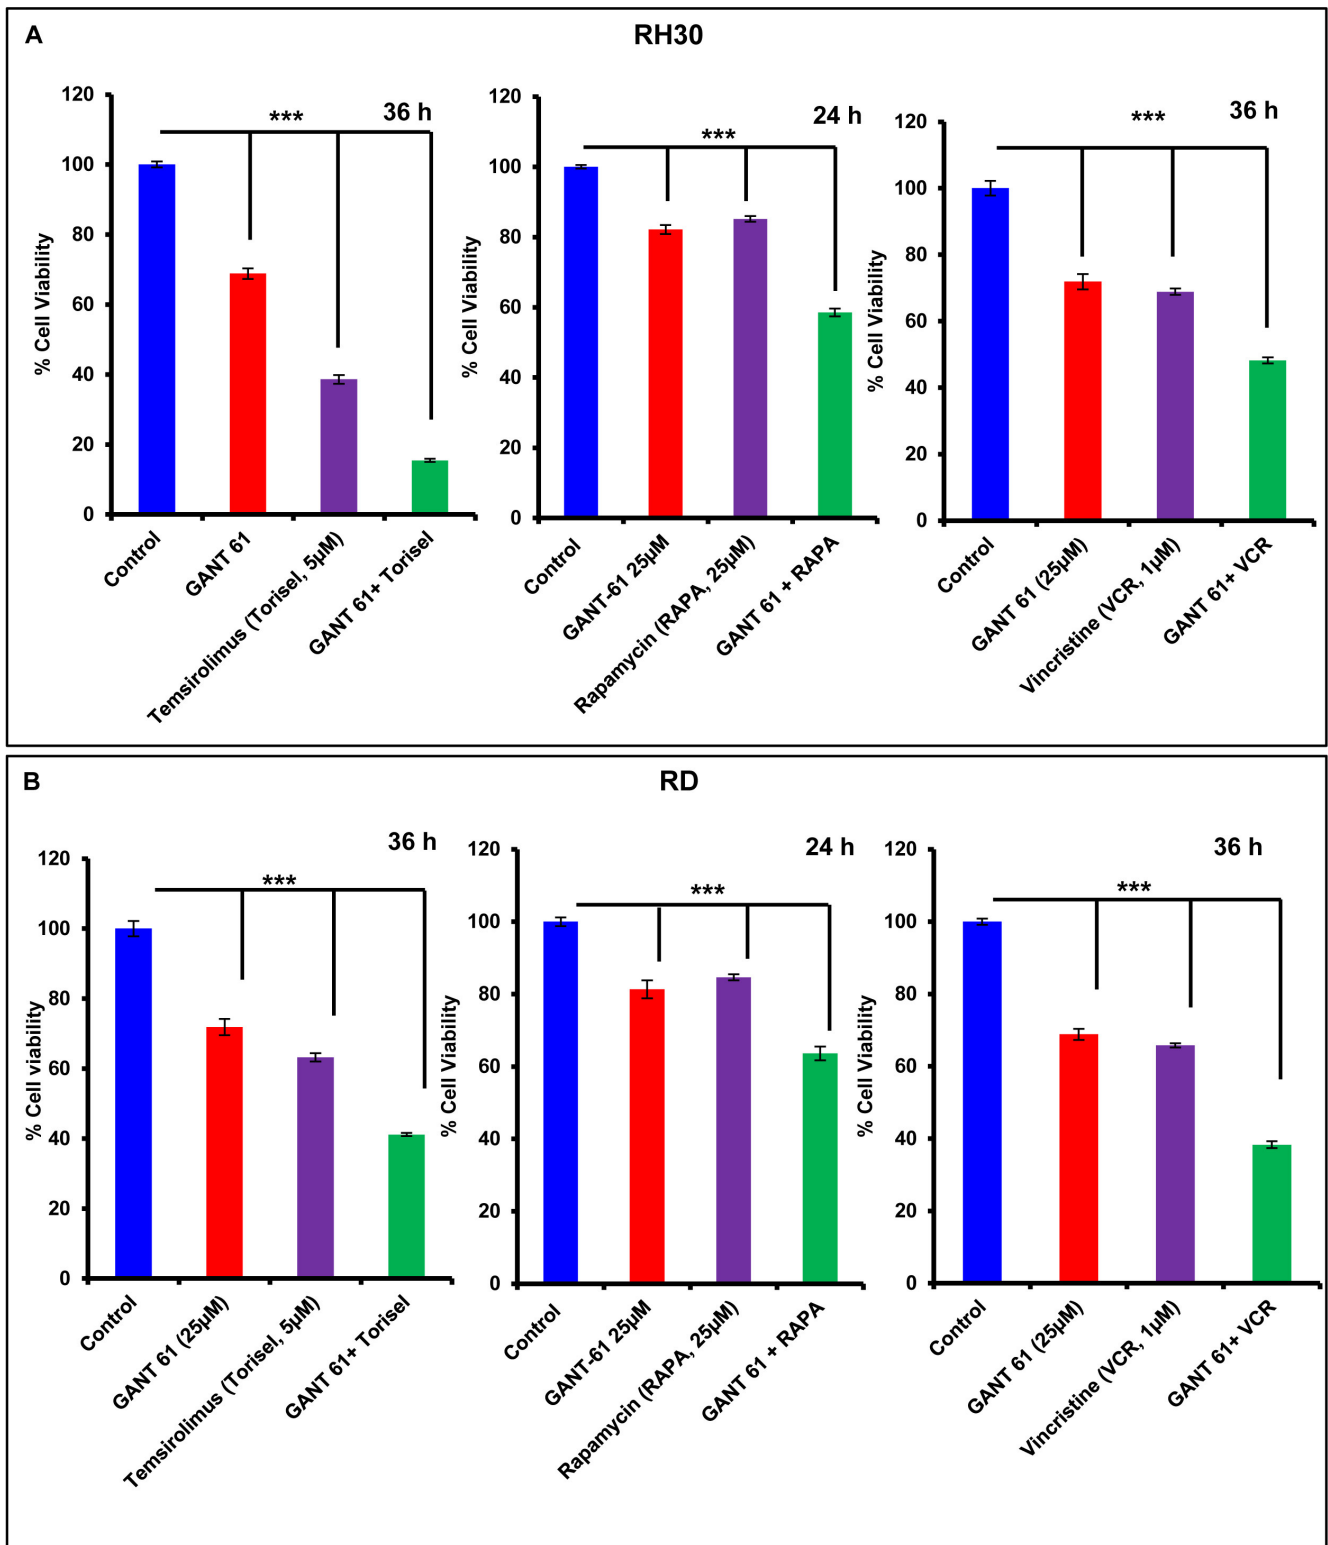 A
RH30
36 h
***
120
100
80
60
40
20
0
% Cell Viability
Control
GANT 61
Temsirolimus (Torisel, 5µM)
GANT 61+ Torisel
24 h
***
120
100
80
60
40
20
0
% Cell Viability
Control
GANT-61 25µM
Rapamycin (RAPA, 25µM)
GANT 61 + RAPA
36 h
***
120
100
80
60
40
20
0
% Cell Viability
Control
GANT 61 (25µM)
Vincristine (VCR, 1µM)
GANT 61+ VCR
B
RD
36 h
***
120
100
80
60
40
20
0
% Cell viability
Control
GANT 61 (25µM)
Temsirolimus (Torisel, 5µM)
GANT 61+ Torisel
24 h
***
120
100
80
60
40
20
0
% Cell Viability
Control
GANT-61 25µM
Rapamycin (RAPA, 25µM)
GANT 61 + RAPA
36 h
***
120
100
80
60
40
20
0
% Cell Viability
Control
GANT 61 (25µM)
Vincristine (VCR, 1µM)
GANT 61+ VCR